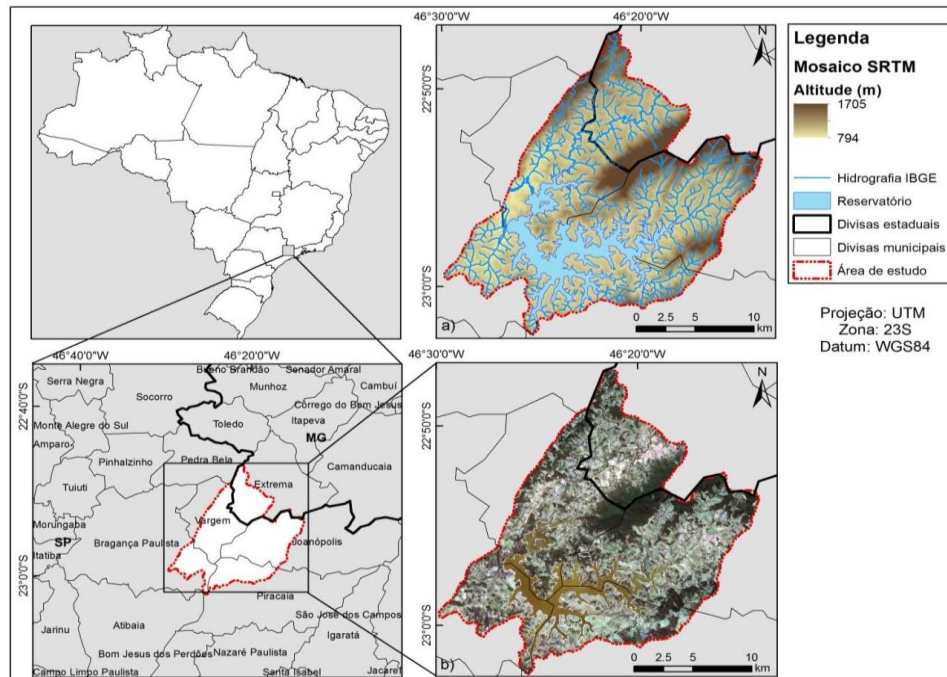 46°30'0"W
46°20'0"W
N
22°50'0"S
23°0'0"S
a)
0 2.5 5 10
km
Legenda
Mosaico SRTM
Altitude (m)
1705
794
Hidrografia IBGE
Reservatório
Divisas estaduais
Divisas municipais
Área de estudo
Projeção: UTM
Zona: 23S
Datum: WGS84
46°40'0"W
46°20'0"W
22°40'0"S
23°0'0"S
Bueno Brandão
Senador Amaral
Serra Negra
Socorro
Munhoz
Cambuí
Córrego do Bom Jesus
Monte Alegre do Sul
Toledo
Itapeva
Amparo
MG
Pinhalzinho
Pedra Bela
Camanducaia
Tuiuti
Extrema
Morungaba
Vargem
SP
Bragança Paulista
Joanópolis
Itatiba
Piracaia
São José dos Campos
Jarinu
Atibaia
Igaratá
Bom Jesus dos Perdões
Nazaré Paulista
Campo Limpo Paulista
Santa Isabel
Jacareí
46°30'0"W
46°20'0"W
N
22°50'0"S
23°0'0"S
b)
0 2.5 5 10
km